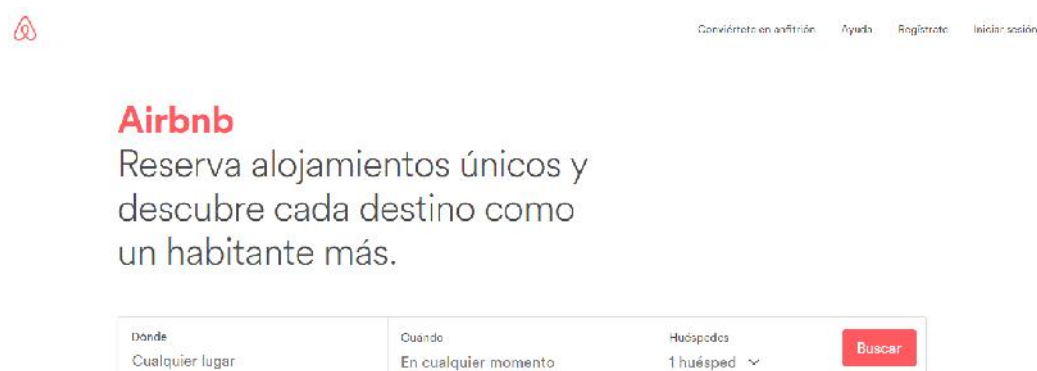 Conviértete en anfitrión Ayuda Regístrate Iniciar sesión
Airbnb
Reserva alojamientos únicos y
descubre cada destino como
un habitante más.
Dónde Cuándo Huéspedes
Cualquier lugar En cualquier momento 1 huésped Buscar